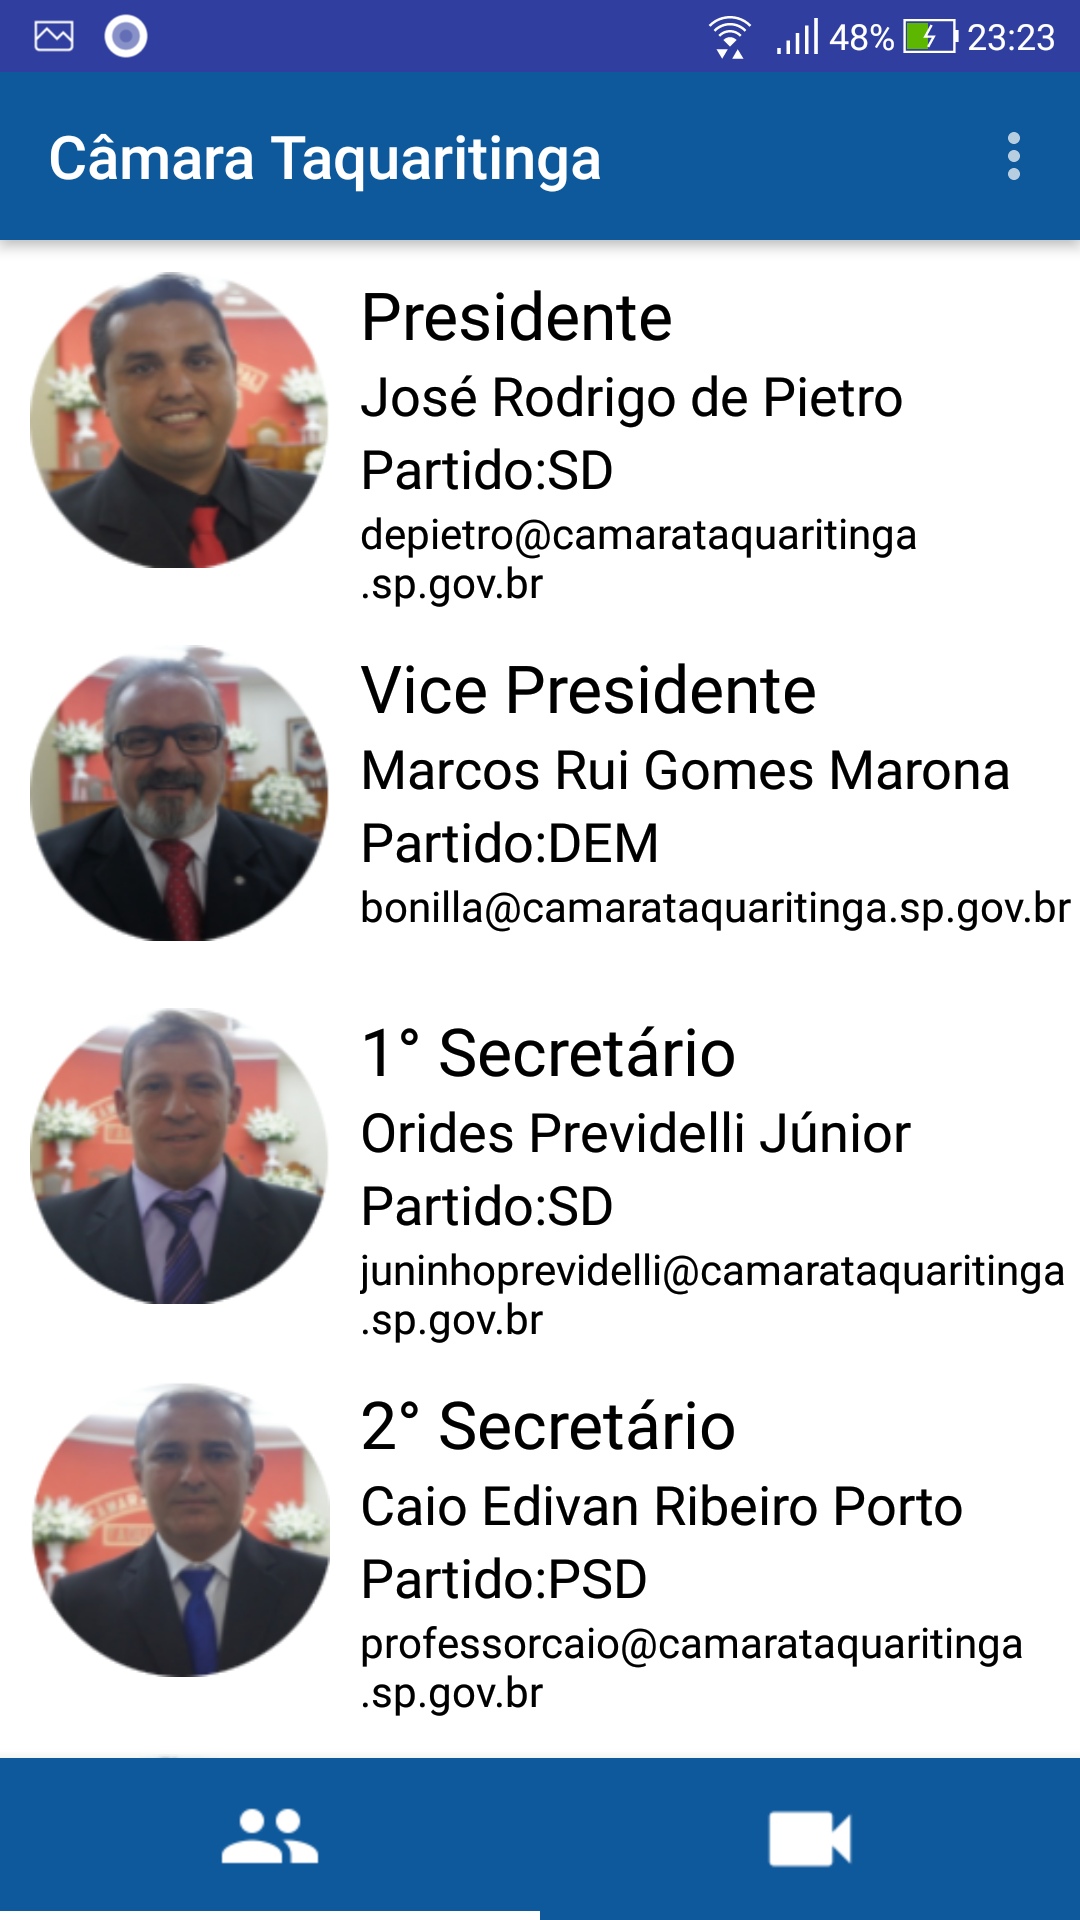 48% 23:23
Câmara Taquaritinga
Presidente
José Rodrigo de Pietro
Partido:SD
depietro@camarataquaritinga
.sp.gov.br
Vice Presidente
Marcos Rui Gomes Marona
Partido:DEM
bonilla@camarataquaritinga.sp.gov.br
1° Secretário
Orides Previdelli Júnior
Partido:SD
juninhoprevidelli@camarataquaritinga
.sp.gov.br
2° Secretário
Caio Edivan Ribeiro Porto
Partido:PSD
professorcaio@camarataquaritinga
.sp.gov.br